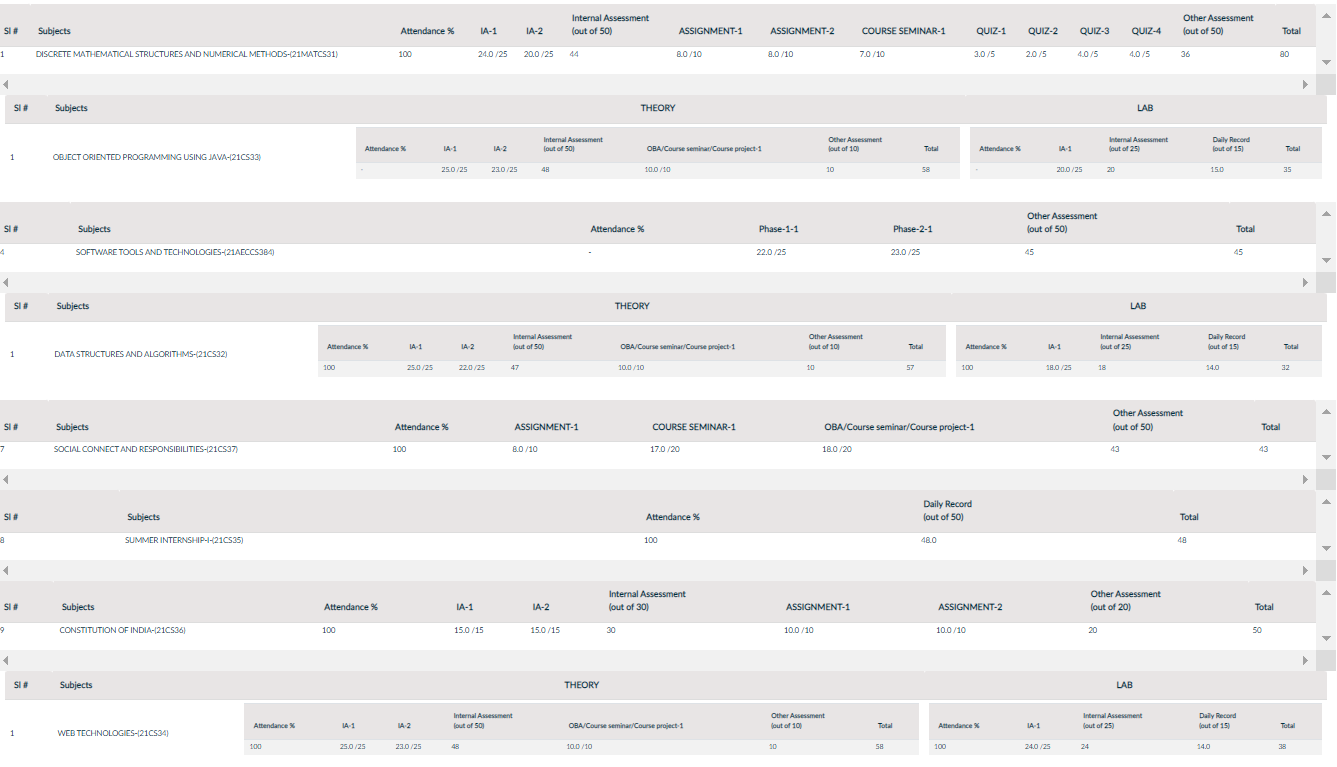 Sl # Subjects Attendance % IA-1 IA-2 Internal Assessment (out of 50) ASSIGNMENT-1 ASSIGNMENT-2 COURSE SEMINAR-1 QUIZ-1 QUIZ-2 QUIZ-3 QUIZ-4 Other Assessment (out of 50) Total
1 DISCRETE MATHEMATICAL STRUCTURES AND NUMERICAL METHODS-(21MATCS31) 100 24.0 /25 20.0 /25 44 8.0 /10 8.0 /10 7.0 /10 3.0 /5 2.0 /5 4.0 /5 4.0 /5 36 80
Sl # Subjects THEORY LAB
Attendance % IA-1 IA-2 Internal Assessment (out of 50) OBA/Course seminar/Course project-1 Other Assessment (out of 10) Total Attendance % IA-1 Internal Assessment (out of 25) Daily Record (out of 15) Total
1 OBJECT ORIENTED PROGRAMMING USING JAVA-(21CS33)
- 25.0 /25 23.0 /25 48 10.0 /10 10 58 - 20.0 /25 20 15.0 35
Sl # Subjects Attendance % Phase-1-1 Phase-2-1 Other Assessment (out of 50) Total
4 SOFTWARE TOOLS AND TECHNOLOGIES-(21AECCS384) - 22.0 /25 23.0 /25 45 45
Sl # Subjects THEORY LAB
Attendance % IA-1 IA-2 Internal Assessment (out of 50) OBA/Course seminar/Course project-1 Other Assessment (out of 10) Total Attendance % IA-1 Internal Assessment (out of 25) Daily Record (out of 15) Total
1 DATA STRUCTURES AND ALGORITHMS-(21CS32)
100 25.0 /25 22.0 /25 47 10.0 /10 10 57 100 18.0 /25 18 14.0 32
Sl # Subjects Attendance % ASSIGNMENT-1 COURSE SEMINAR-1 OBA/Course seminar/Course project-1 Other Assessment (out of 50) Total
7 SOCIAL CONNECT AND RESPONSIBILITIES-(21CS37) 100 8.0 /10 17.0 /20 18.0 /20 43 43
Sl # Subjects Attendance % Daily Record (out of 50) Total
8 SUMMER INTERNSHIP-I-(21CS35) 100 48.0 48
Sl # Subjects Attendance % IA-1 IA-2 Internal Assessment (out of 30) ASSIGNMENT-1 ASSIGNMENT-2 Other Assessment (out of 20) Total
9 CONSTITUTION OF INDIA-(21CS36) 100 15.0 /15 15.0 /15 30 10.0 /10 10.0 /10 20 50
Sl # Subjects THEORY LAB
Attendance % IA-1 IA-2 Internal Assessment (out of 50) OBA/Course seminar/Course project-1 Other Assessment (out of 10) Total Attendance % IA-1 Internal Assessment (out of 25) Daily Record (out of 15) Total
1 WEB TECHNOLOGIES-(21CS34)
100 25.0 /25 23.0 /25 48 10.0 /10 10 58 100 24.0 /25 24 14.0 38